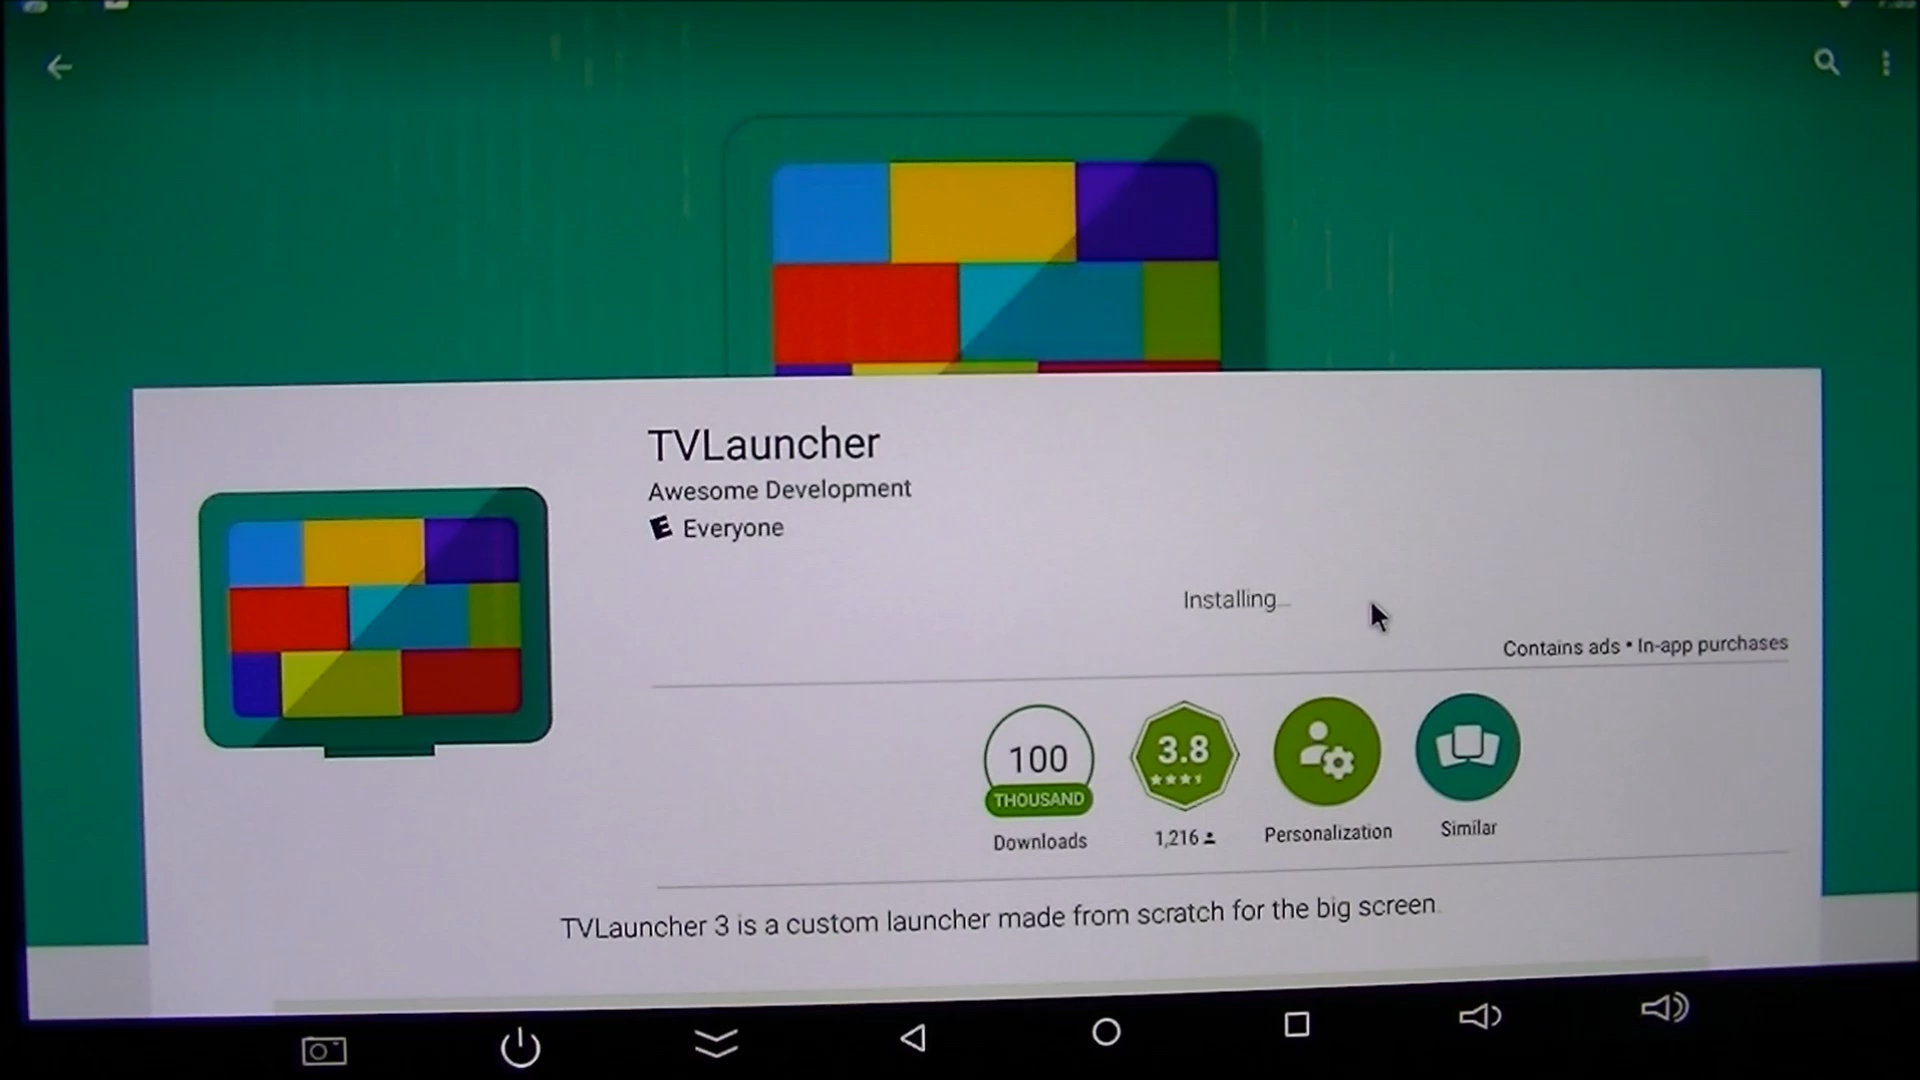 TVLauncher
Awesome Development
E Everyone
Installing...
Contains ads • In-app purchases
100
THOUSAND
Downloads
3.8
1,216
Personalization
Similar
TVLauncher 3 is a custom launcher made from scratch for the big screen.